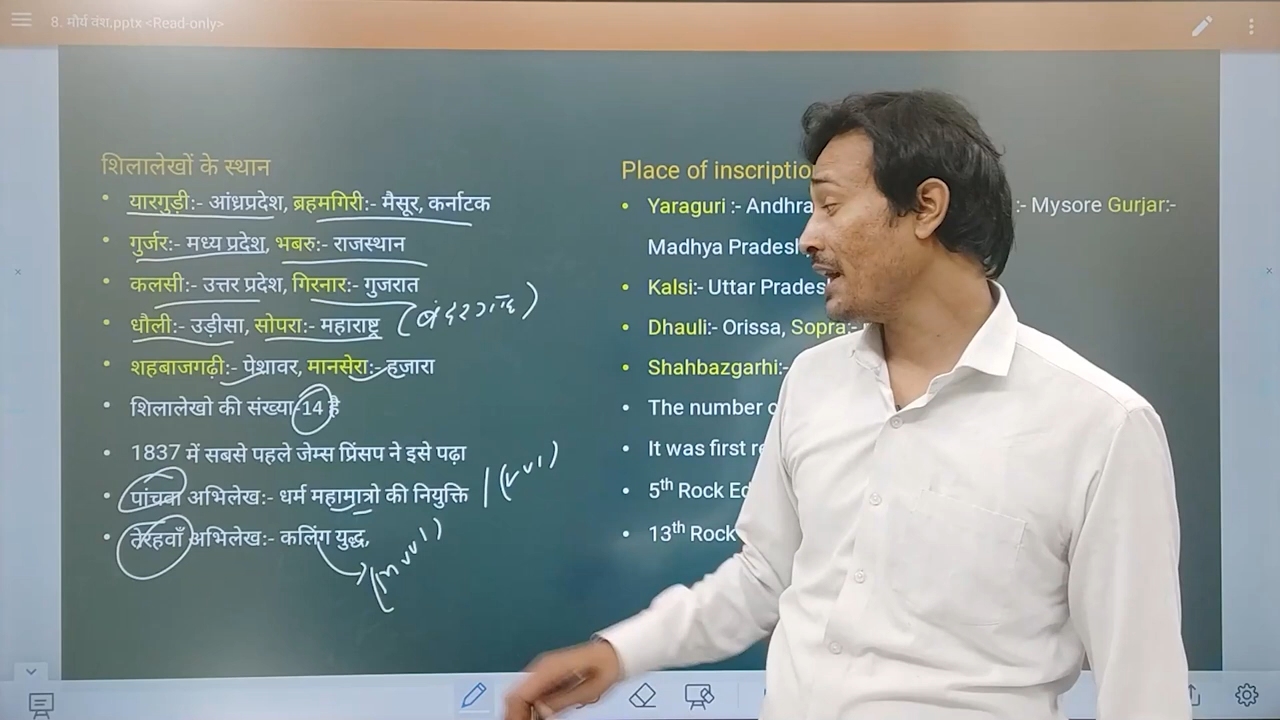 8. मौर्य वंश.pptx <Read-only>
शिलालेखों के स्थान
• यारगुड़ी:- आंध्रप्रदेश, ब्रहमगिरी:- मैसूर, कर्नाटक
• गुर्जर:- मध्य प्रदेश, भबरु:- राजस्थान
• कलसी:- उत्तर प्रदेश, गिरनार:- गुजरात
• धौली:- उड़ीसा, सोपरा:- महाराष्ट्र (बंदरगाह)
• शहबाजगढ़ी:- पेशावर, मानसेरा:- हजारा
• शिलालेखो की संख्या-14 है
• 1837 में सबसे पहले जेम्स प्रिंसप ने इसे पढ़ा
• पांचवा अभिलेख:- धर्म महामात्रो की नियुक्ति
• तेरहवाँ अभिलेख:- कलिंग युद्ध,
Place of inscriptio
• Yaraguri :- Andhra :- Mysore Gurjar:-
Madhya Pradesh
• Kalsi:- Uttar Prades
• Dhauli:- Orissa, Sopra:-
• Shahbazgarhi:-
• The number o
• It was first re
• 5th Rock Ed
• 13th Rock